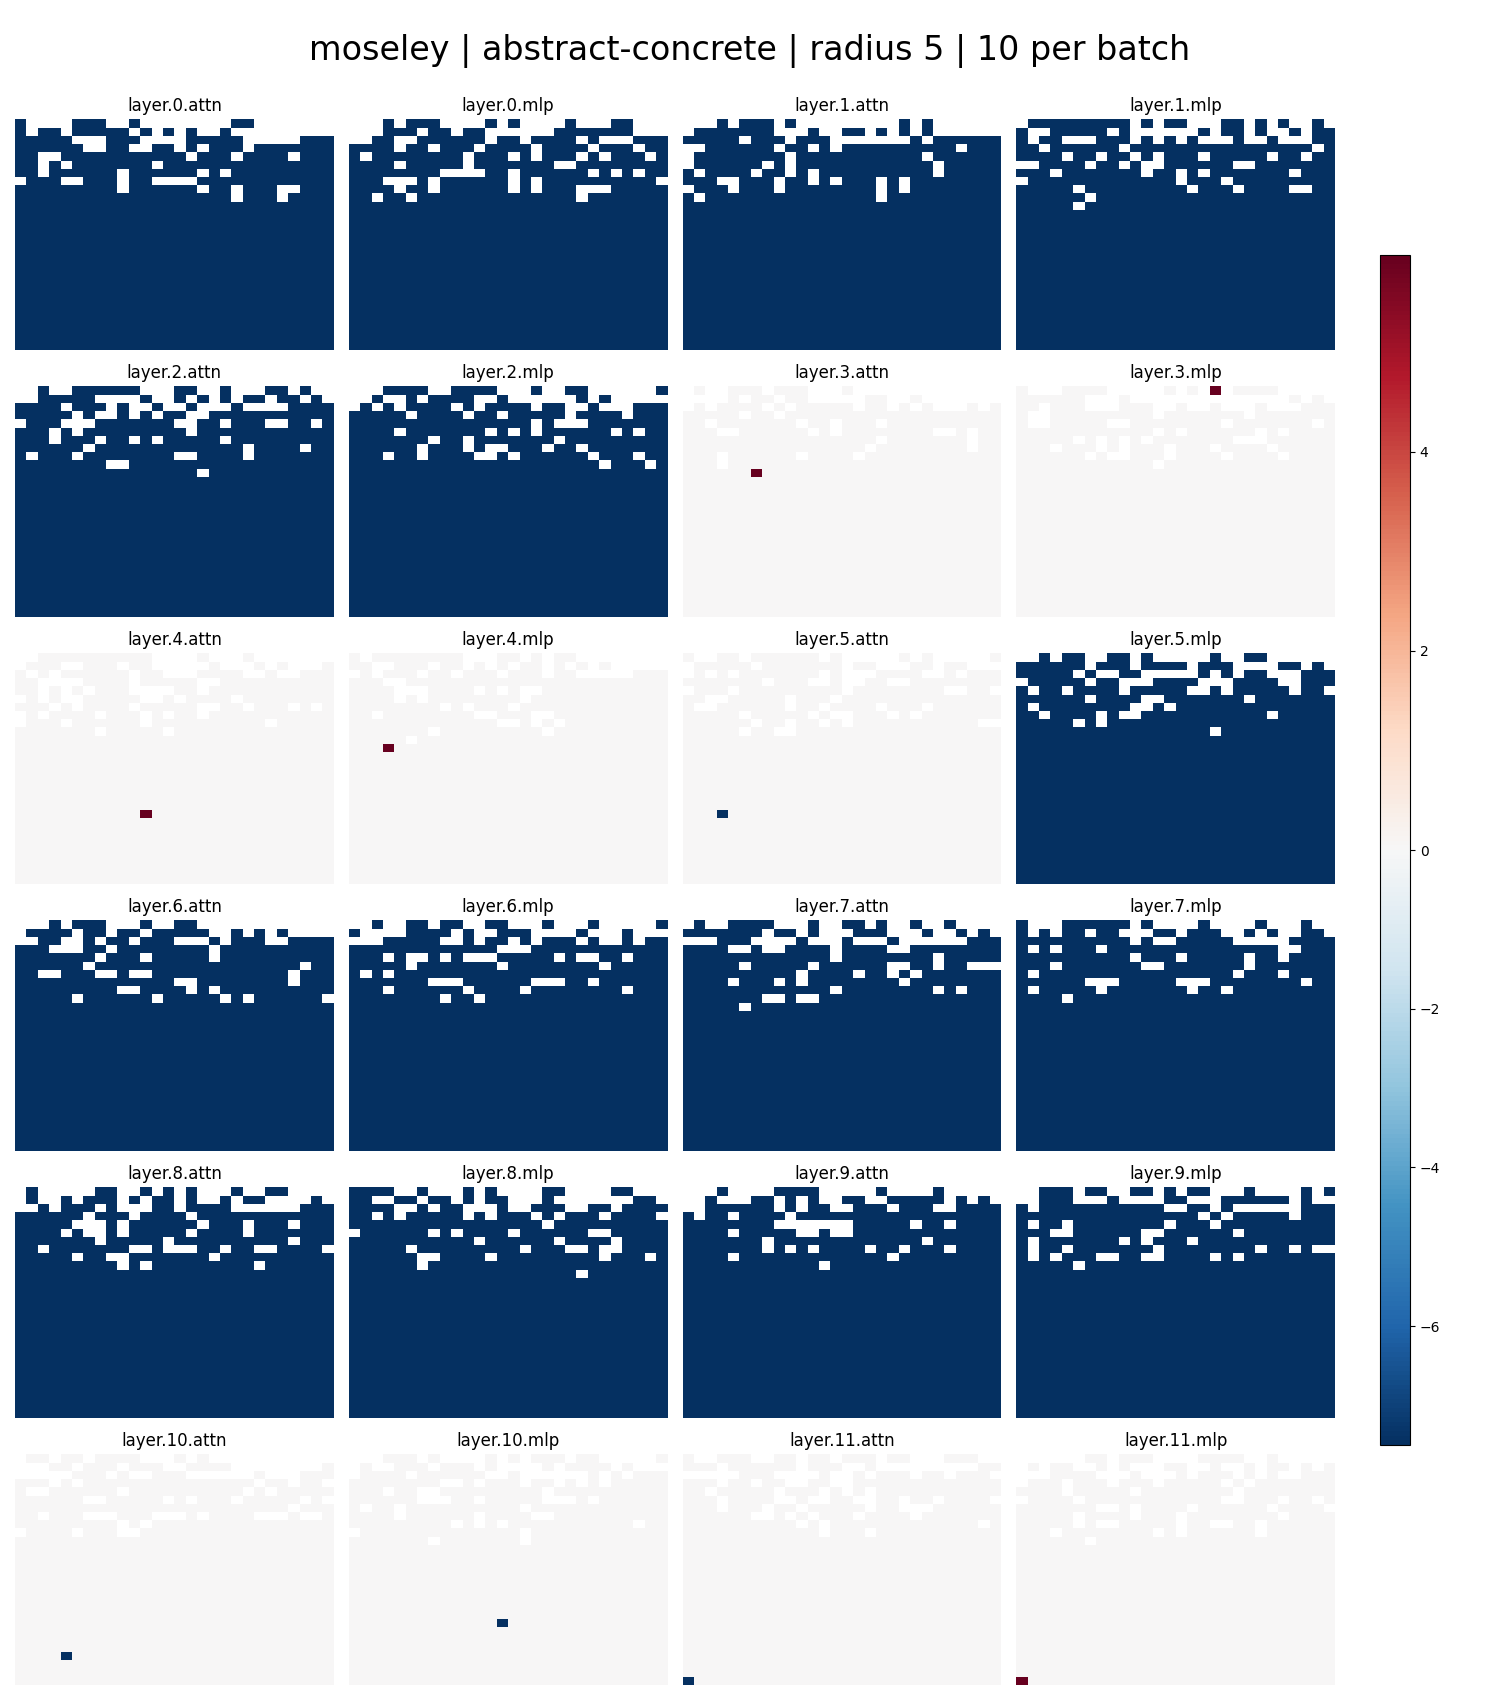 moseley | abstract-concrete | radius 5 | 10 per batch
layer.0.attn
layer.0.mlp
layer.1.attn
layer.1.mlp
layer.2.attn
layer.2.mlp
layer.3.attn
layer.3.mlp
layer.4.attn
layer.4.mlp
layer.5.attn
layer.5.mlp
layer.6.attn
layer.6.mlp
layer.7.attn
layer.7.mlp
layer.8.attn
layer.8.mlp
layer.9.attn
layer.9.mlp
layer.10.attn
layer.10.mlp
layer.11.attn
layer.11.mlp
4
2
0
−2
−4
−6